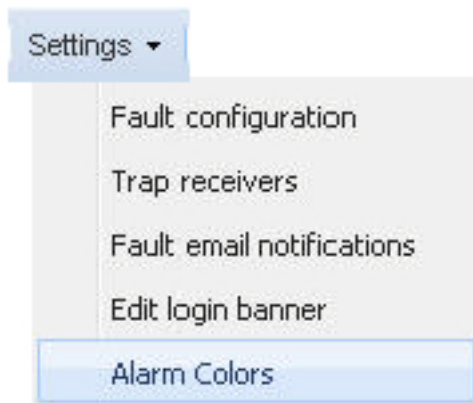 Settings
Fault configuration
Trap receivers
Fault email notifications
Edit login banner
Alarm Colors